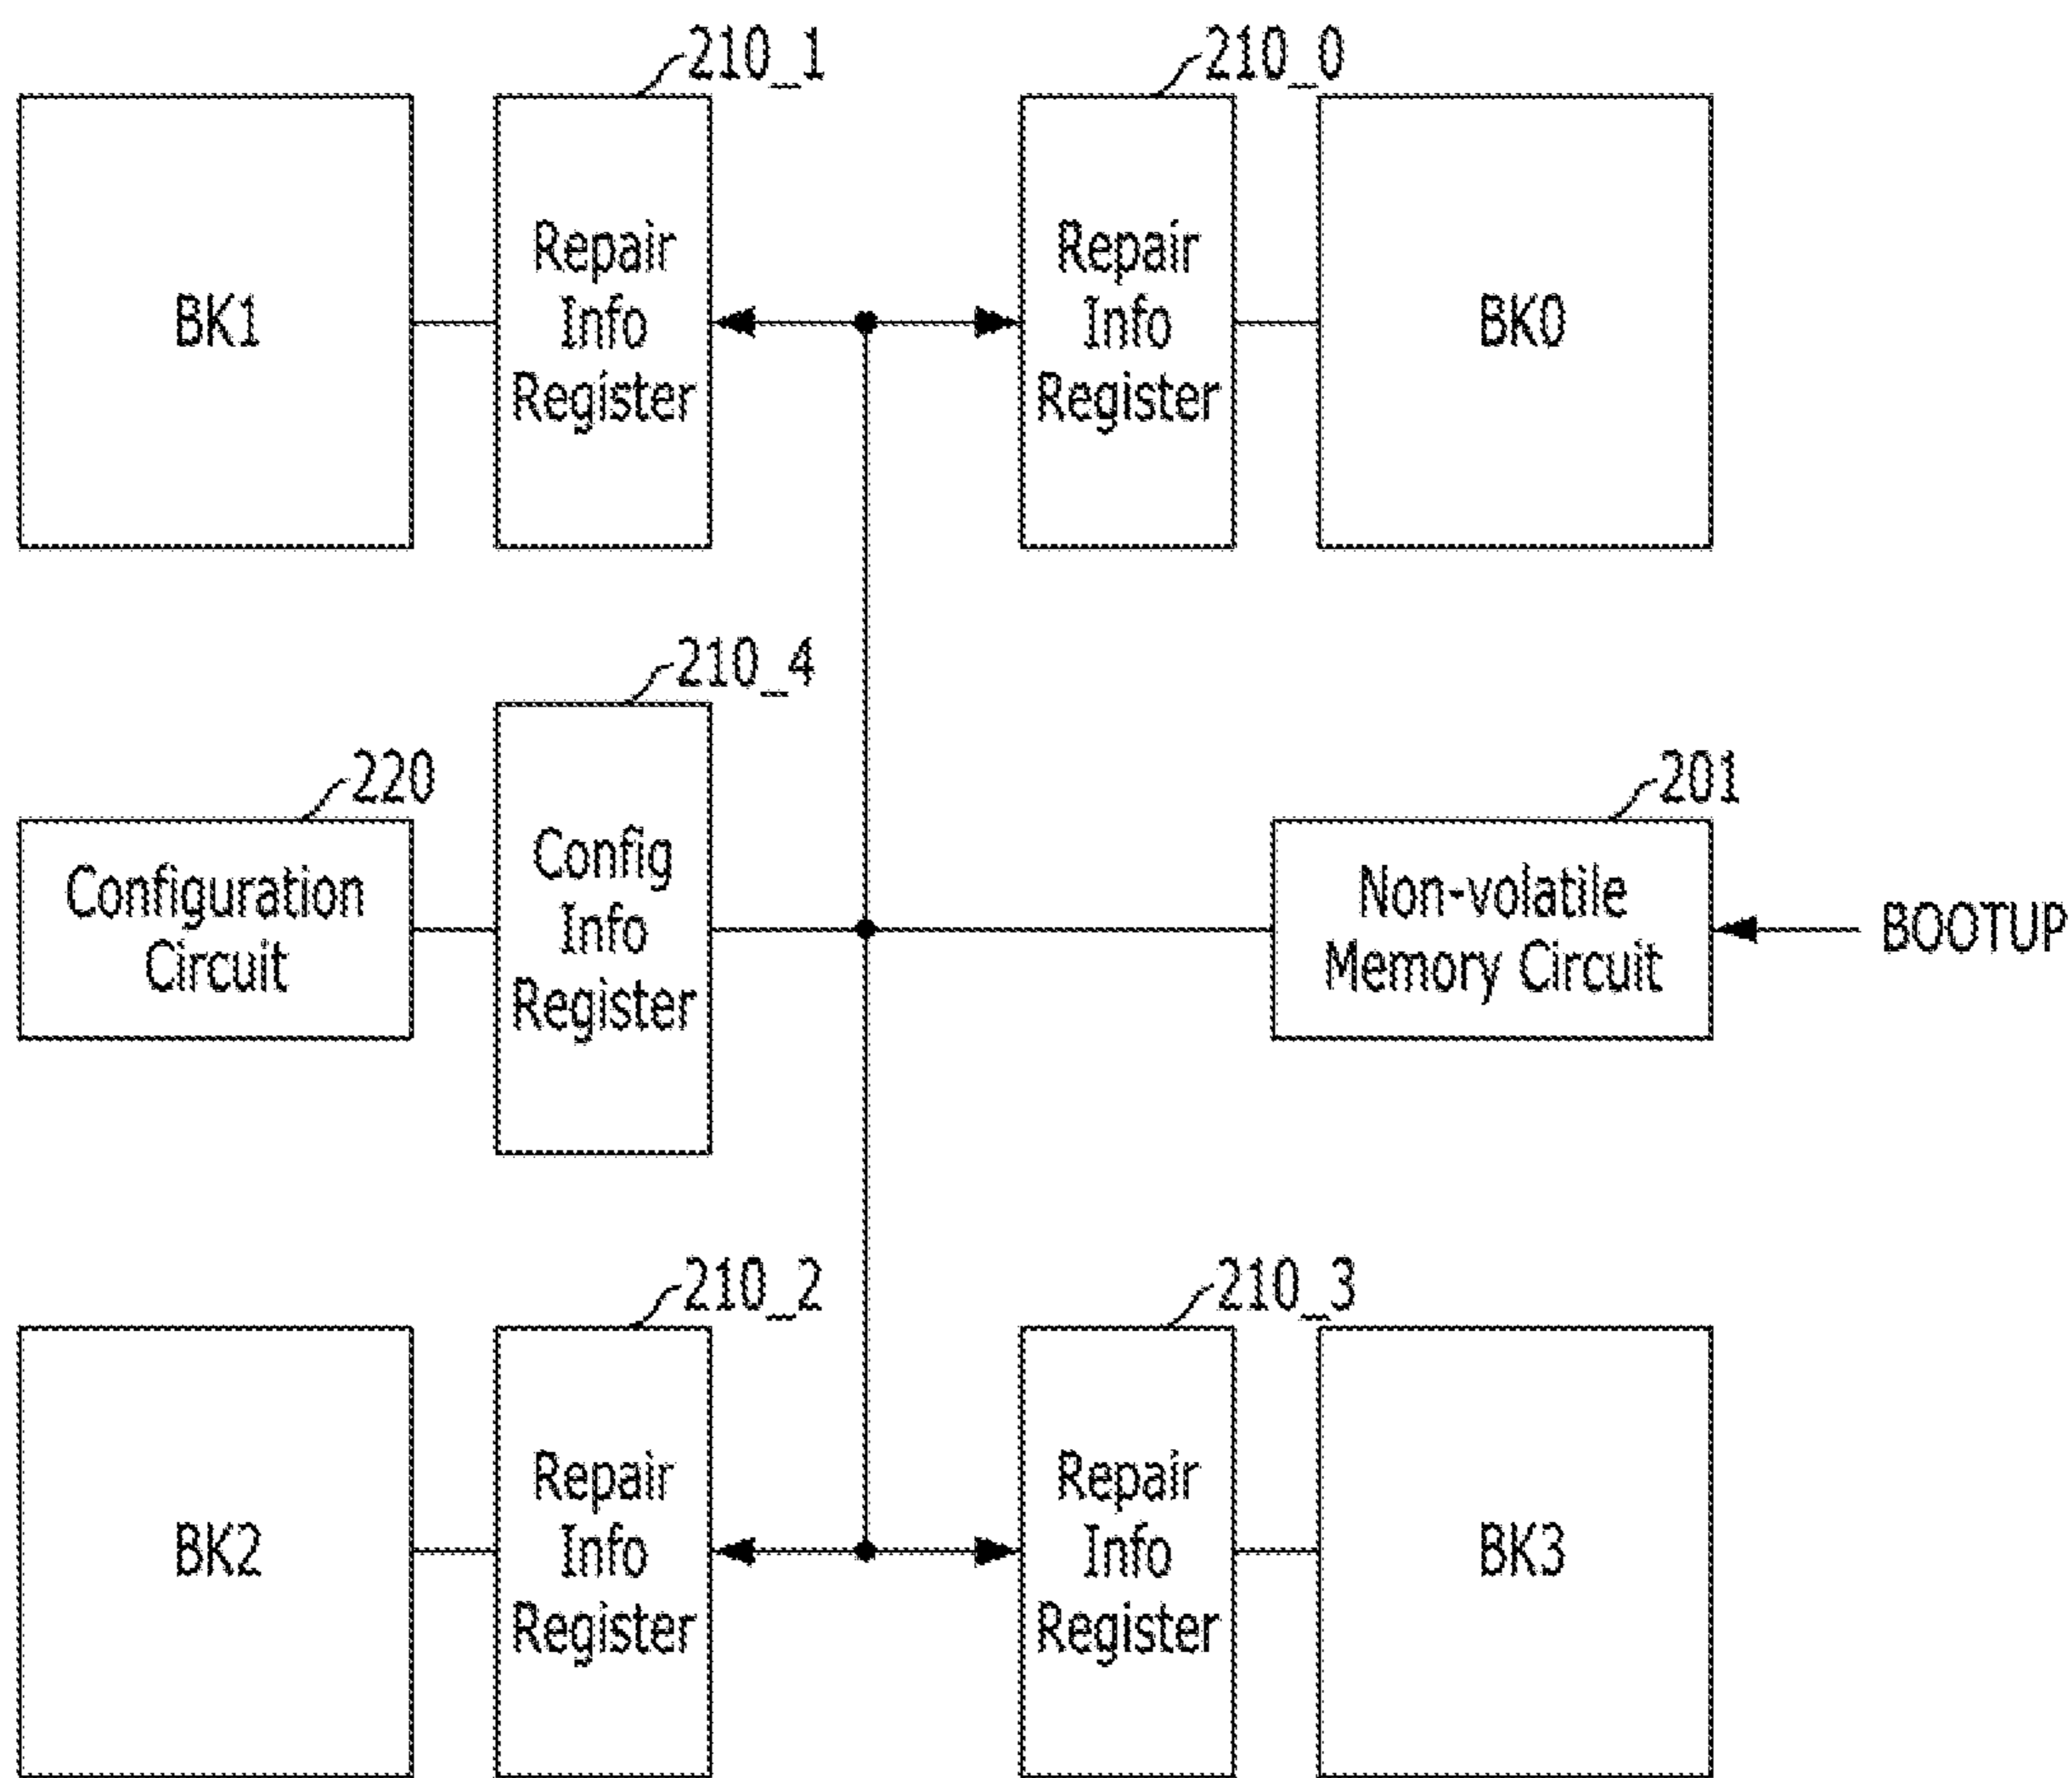 210_1
210_0
BK1
Repair
Info
Register
Repair
Info
Register
BK0
210_4
220
201
Configuration
Circuit
Config
Info
Register
Non-volatile
Memory Circuit
BOOTUP
210_2
210_3
BK2
Repair
Info
Register
Repair
Info
Register
BK3